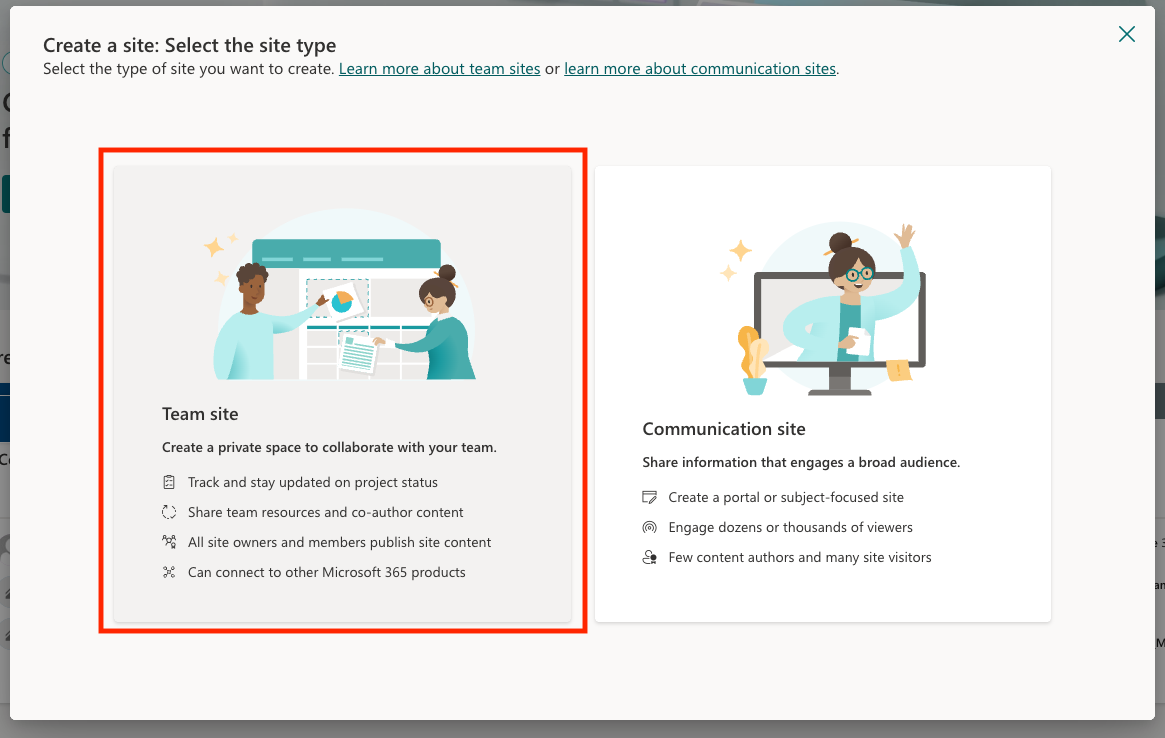 Create a site: Select the site type
Select the type of site you want to create. Learn more about team sites or learn more about communication sites.
Team site
Create a private space to collaborate with your team.
Track and stay updated on project status
Share team resources and co-author content
All site owners and members publish site content
Can connect to other Microsoft 365 products
Communication site
Share information that engages a broad audience.
Create a portal or subject-focused site
Engage dozens or thousands of viewers
Few content authors and many site visitors